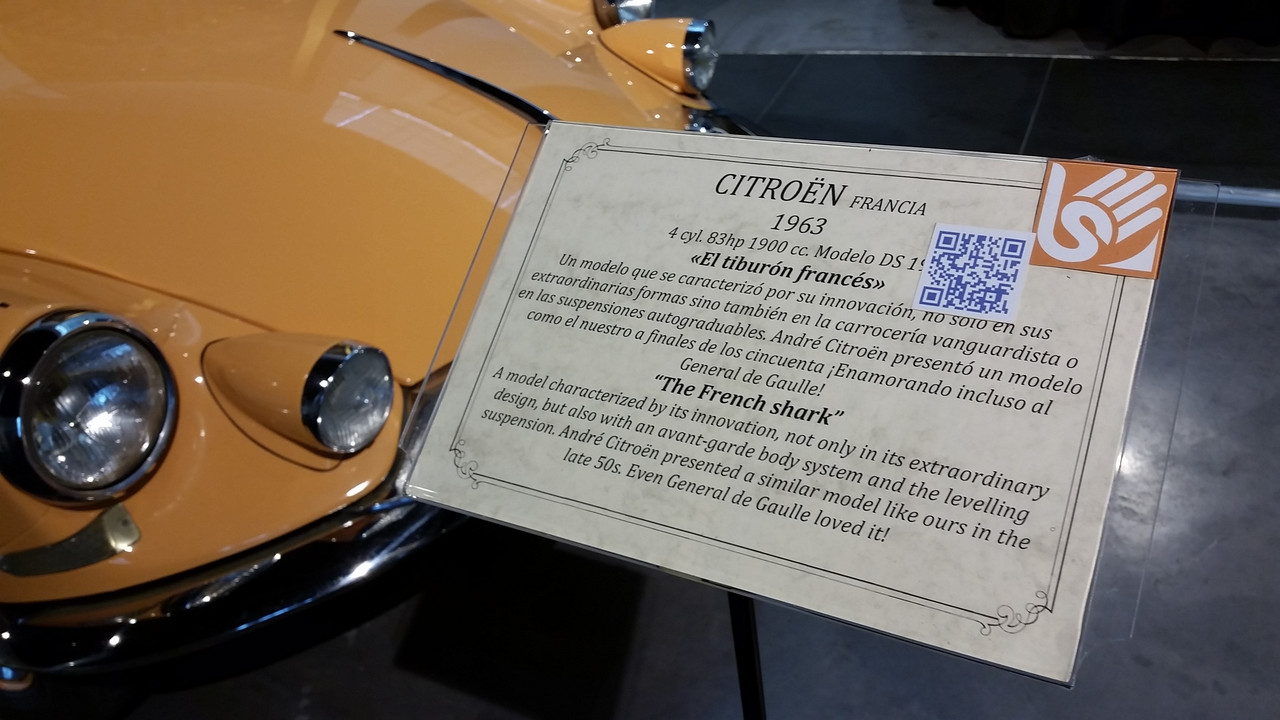 CITROËN FRANCIA
1963
4 cyl. 83hp 1900 cc. Modelo DS
«El tiburón francés»
Un modelo que se caracterizó por su innovación, no solo en sus
extraordinarias formas sino también en la carrocería vanguardista o
en las suspensiones autograduables. André Citroën presentó un modelo
como el nuestro a finales de los cincuenta ¡Enamorando incluso al
General de Gaulle!
"The French shark"
A model characterized by its innovation, not only in its extraordinary
design, but also with an avant-garde body system and the levelling
suspension. André Citroën presented a similar model like ours in the
late 50s. Even General de Gaulle loved it!